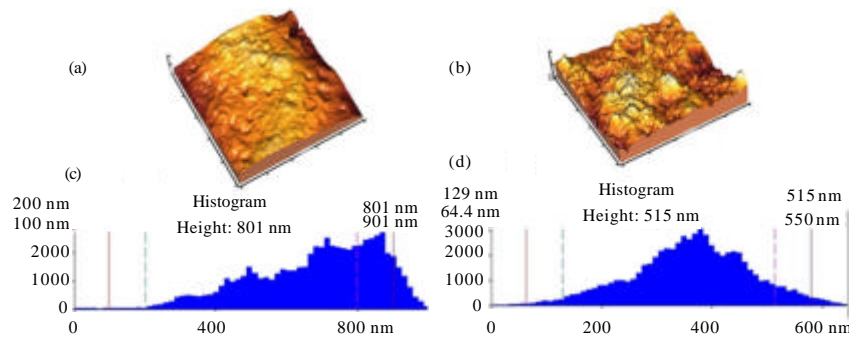 (a)
(b)
(c)
200 nm
100 nm
Histogram
Height: 801 nm
801 nm
901 nm
2000
1000
0
0 400 800 nm
(d)
129 nm
64.4 nm
Histogram
Height: 515 nm
515 nm
550 nm
3000
2000
1000
0
0 200 400 600 nm